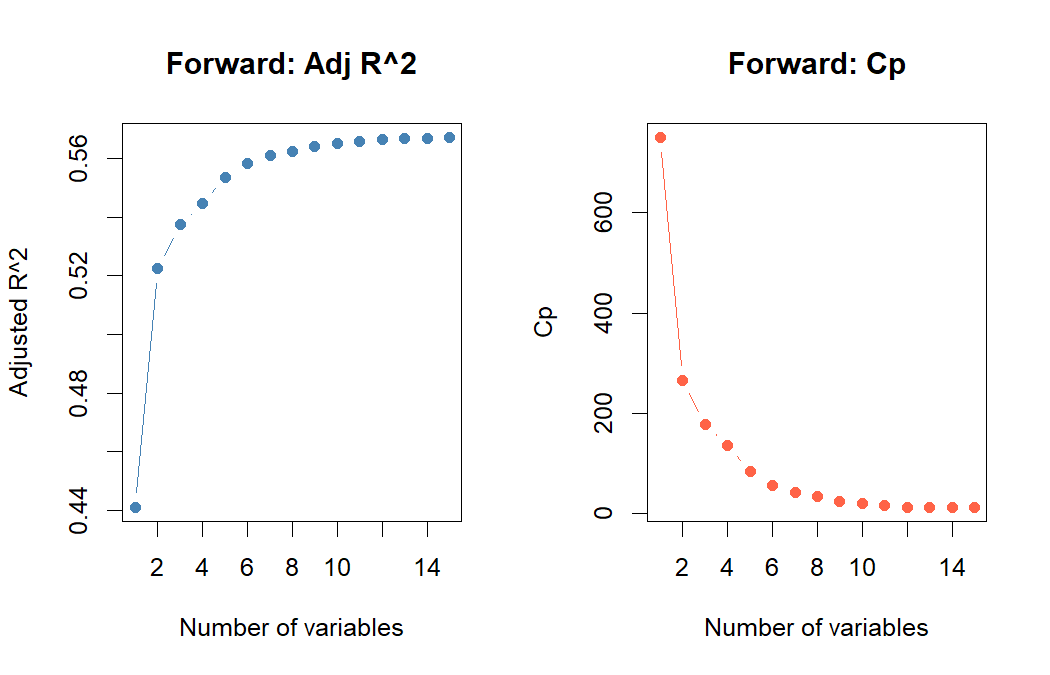 Forward: Adj R^2
Adjusted R^2
0.56
0.52
0.48
0.44
2 4 6 8 10 14
Number of variables
Forward: Cp
Cp
600
400
200
0
2 4 6 8 10 14
Number of variables